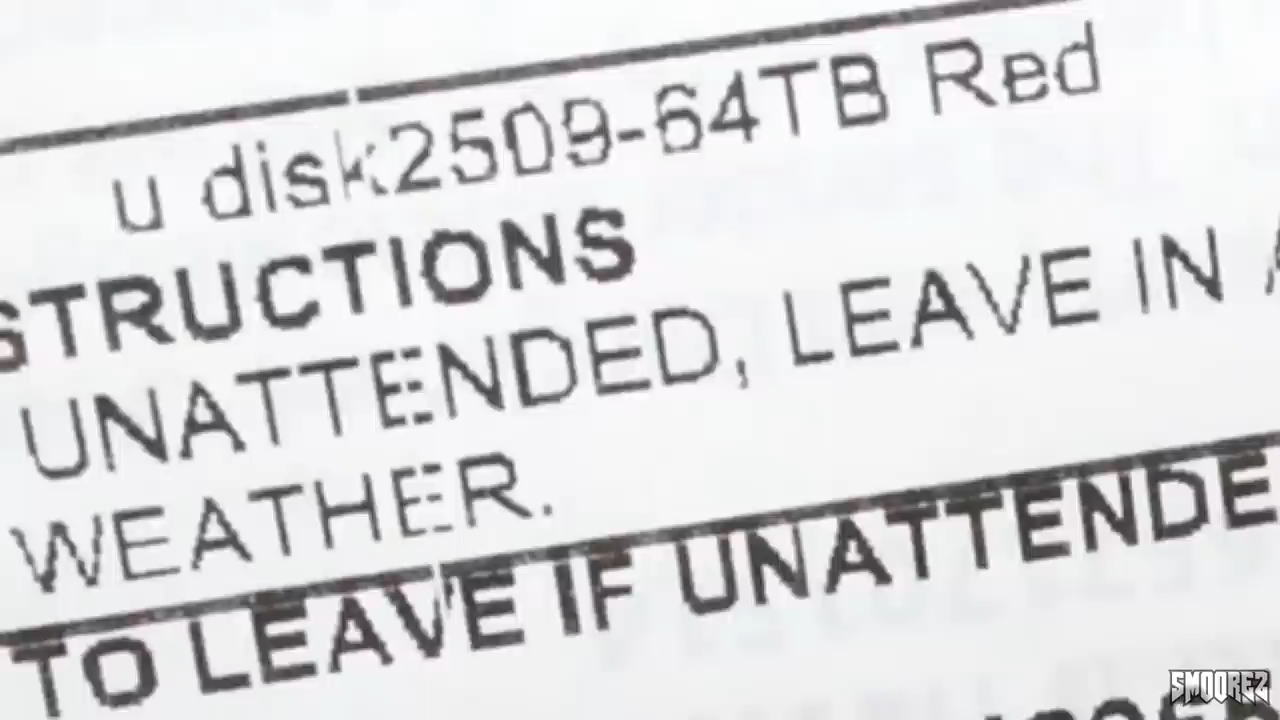 u disk2509-64TB Red
STRUCTIONS
UNATTENDED, LEAVE IN
WEATHER.
TO LEAVE IF UNATTENDE
SMOOREZ